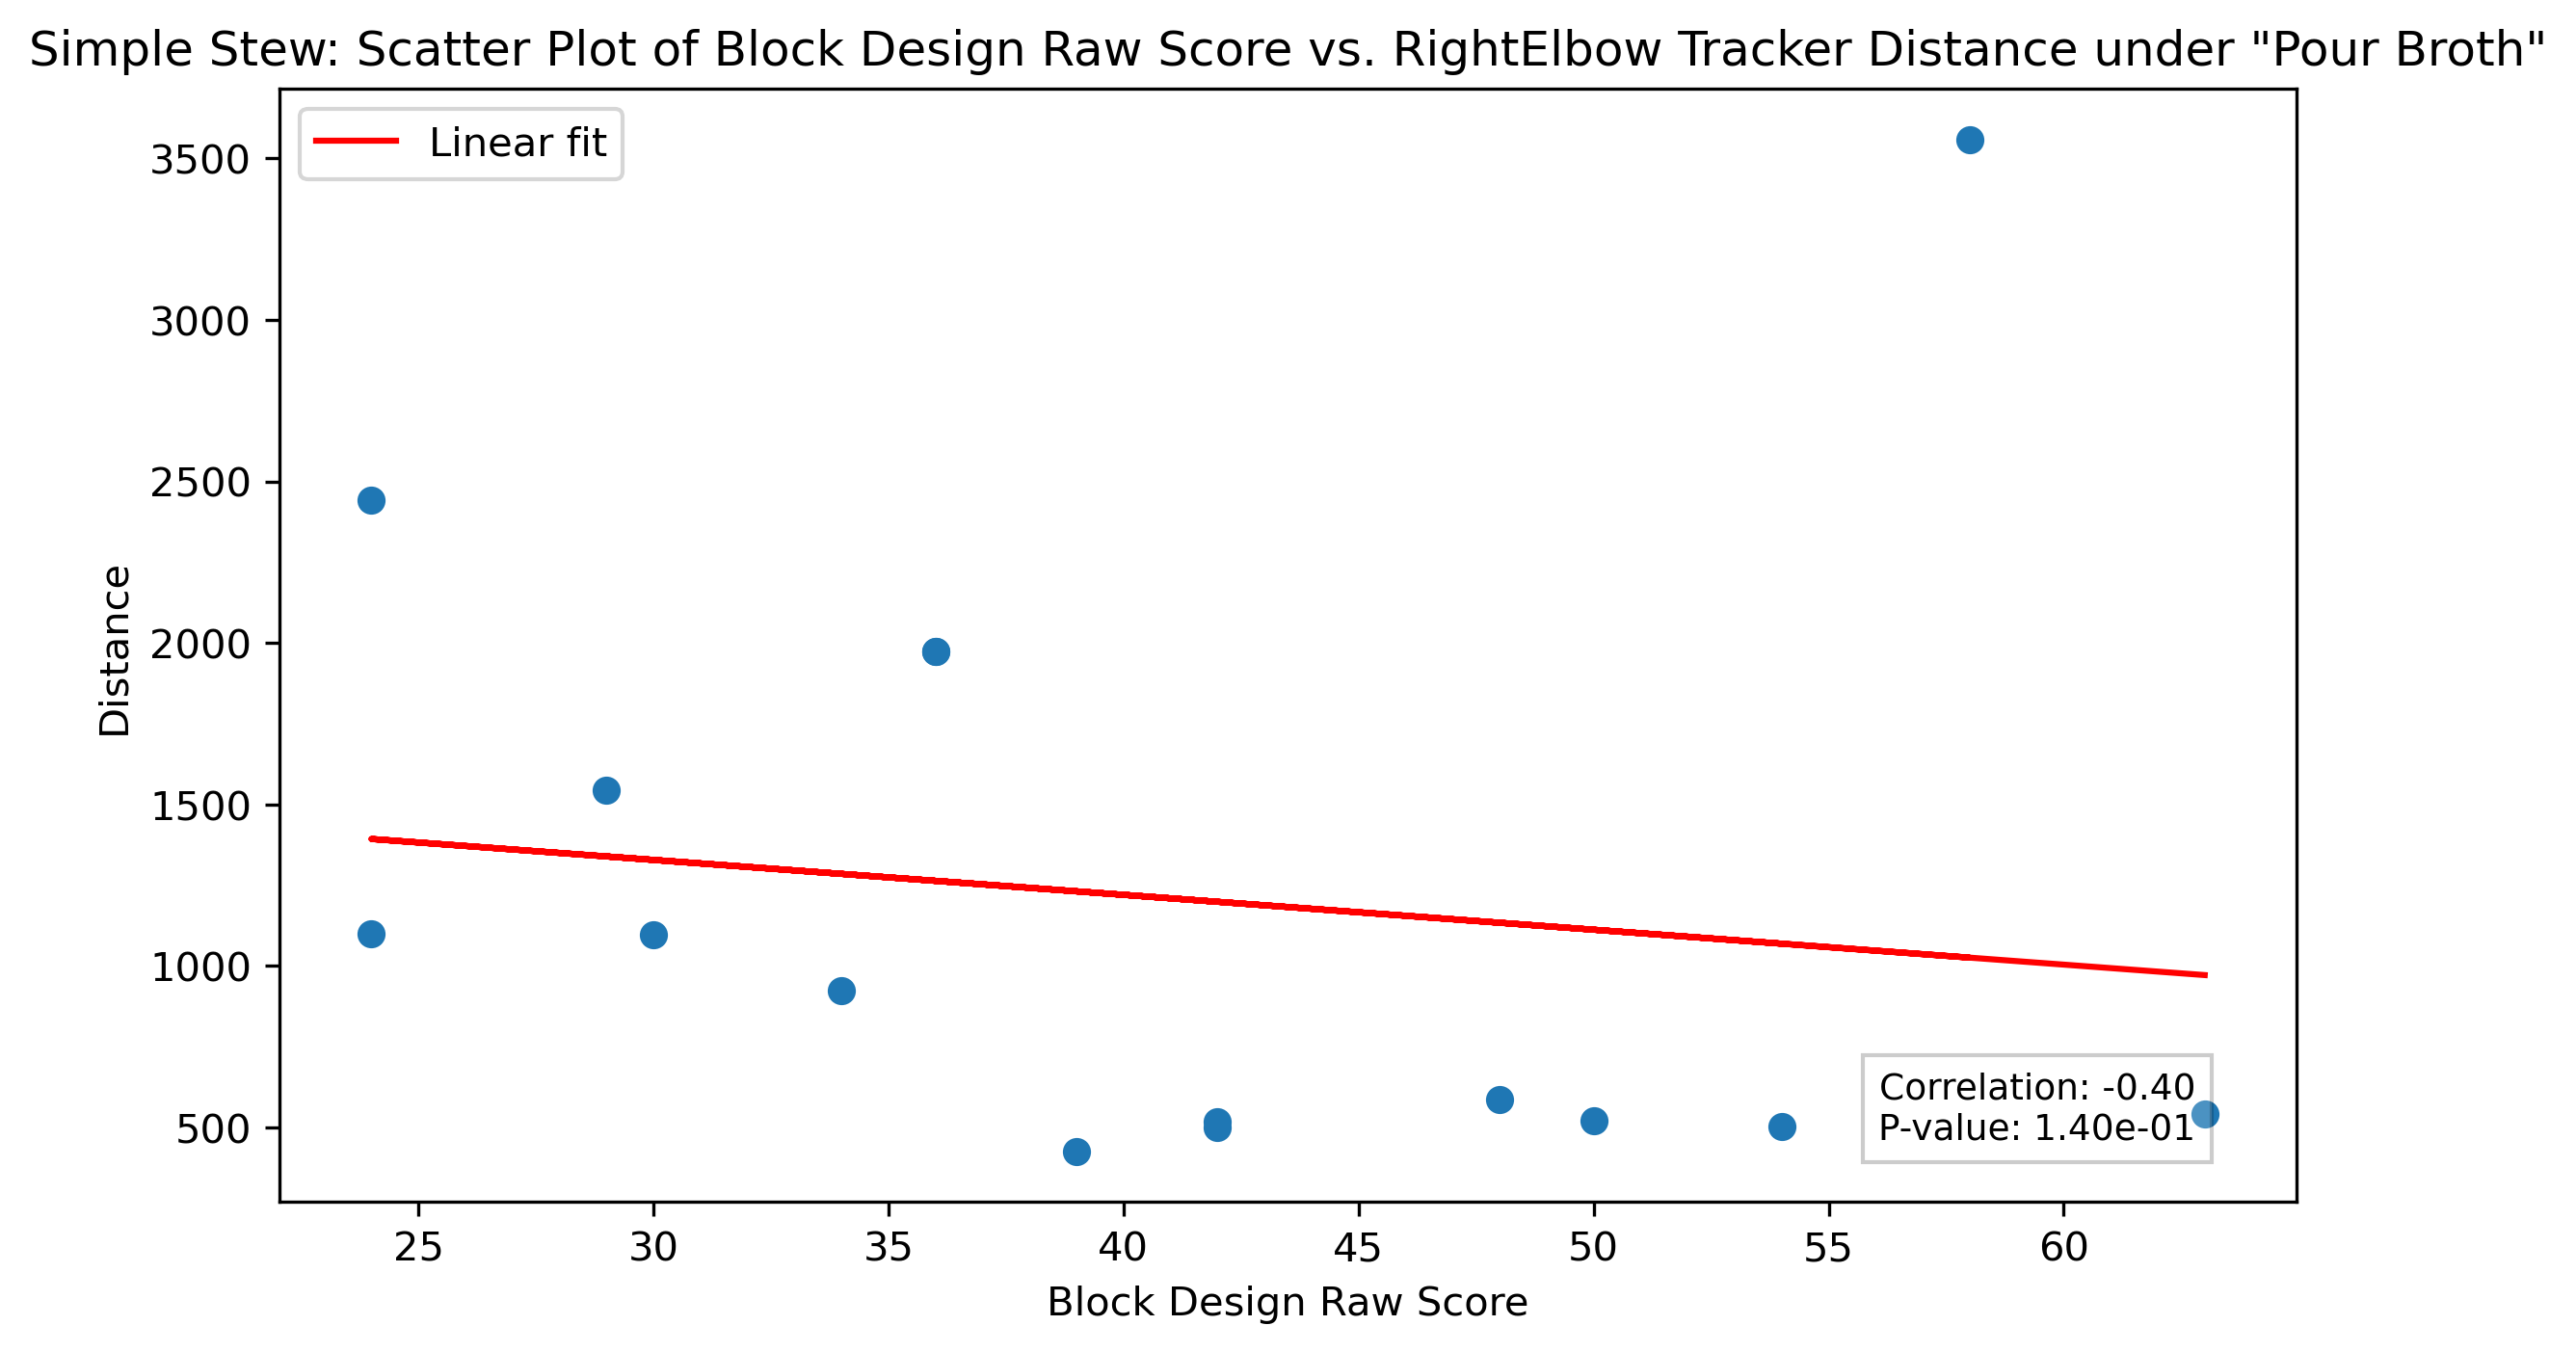 Simple Stew: Scatter Plot of Block Design Raw Score vs. RightElbow Tracker Distance under "Pour Broth"
Linear fit
3500
3000
2500
2000
1500
1000
500
Distance
Correlation: -0.40
P-value: 1.40e-01
25 30 35 40 45 50 55 60
Block Design Raw Score